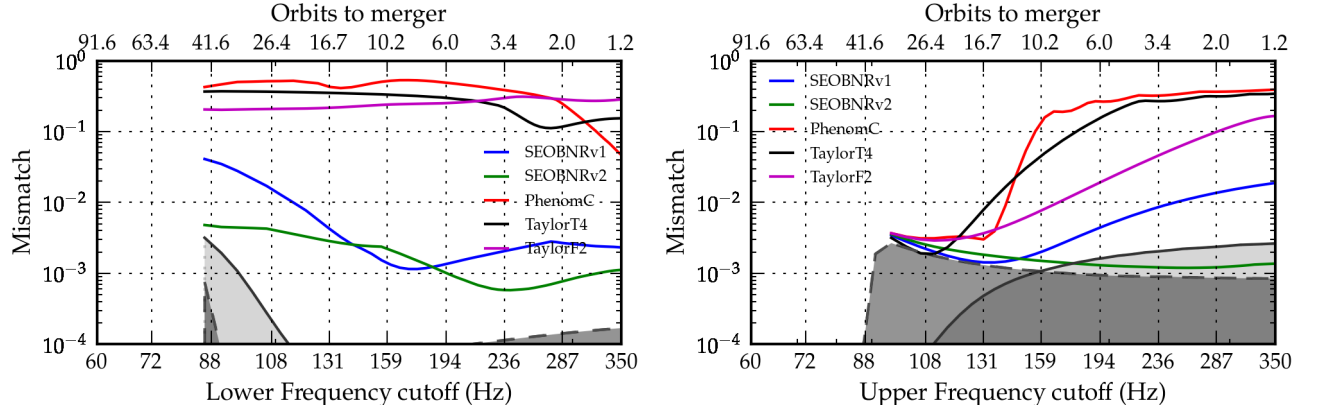 Orbits to merger
91.6 63.4 41.6 26.4 16.7 10.2 6.0 3.4 2.0 1.2
10^0
10^-1
10^-2
10^-3
10^-4
Mismatch
SEOBNRv1
SEOBNRv2
PhenomC
TaylorT4
TaylorF2
60 72 88 108 131 159 194 236 287 350
Lower Frequency cutoff (Hz)
Orbits to merger
91.6 63.4 41.6 26.4 16.7 10.2 6.0 3.4 2.0 1.2
10^0
10^-1
10^-2
10^-3
10^-4
Mismatch
SEOBNRv1
SEOBNRv2
PhenomC
TaylorT4
TaylorF2
60 72 88 108 131 159 194 236 287 350
Upper Frequency cutoff (Hz)